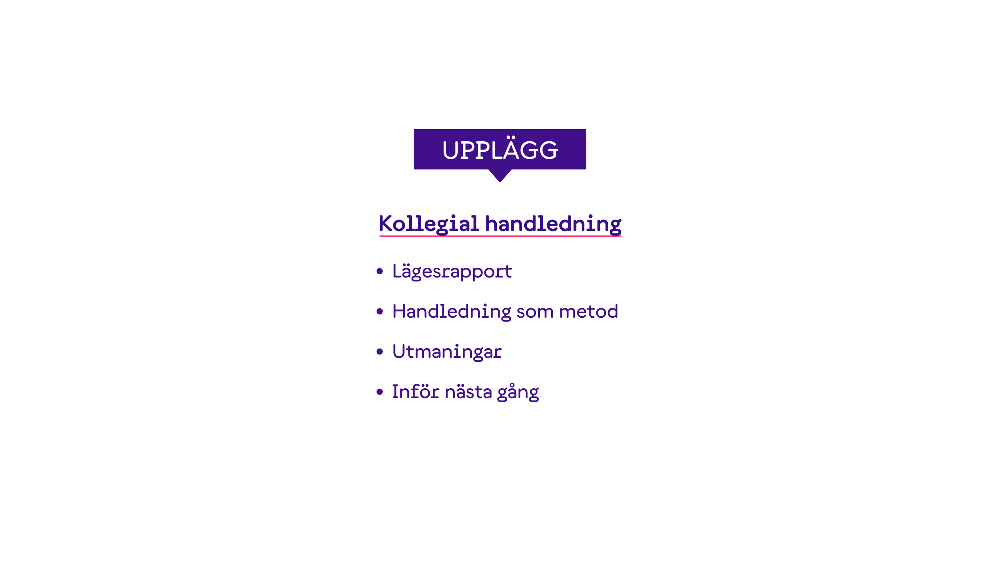 UPPLÄGG
Kollegial handledning
• Lägesrapport
• Handledning som metod
• Utmaningar
• Inför nästa gång